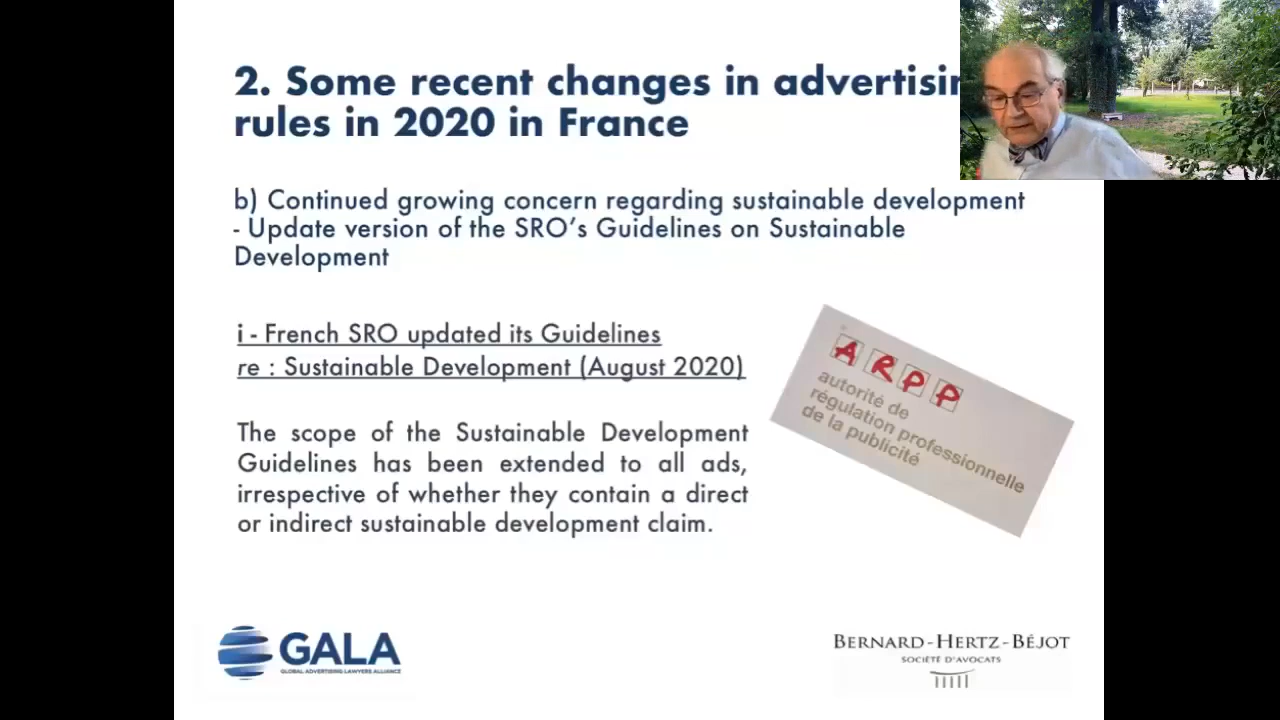 2. Some recent changes in advertisin
rules in 2020 in France
b) Continued growing concern regarding sustainable development
- Update version of the SRO’s Guidelines on Sustainable
Development
i - French SRO updated its Guidelines
re : Sustainable Development (August 2020)
The scope of the Sustainable Development
Guidelines has been extended to all ads,
irrespective of whether they contain a direct
or indirect sustainable development claim.
ARPP
autorité de
régulation professionnelle
de la publicité
GALA
GLOBAL ADVERTISING LAWYERS ALLIANCE
BERNARD-HERTZ-BÉJOT
SOCIÉTÉ D'AVOCATS